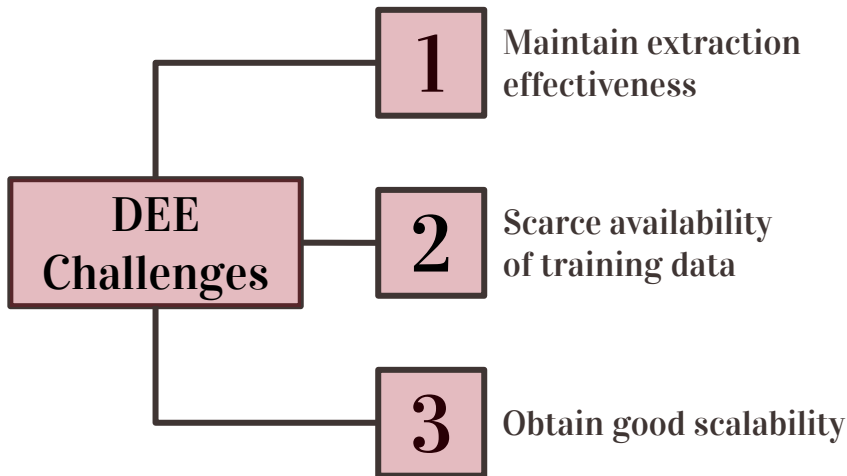 DEE
Challenges
1
Maintain extraction
effectiveness
2
Scarce availability
of training data
3
Obtain good scalability